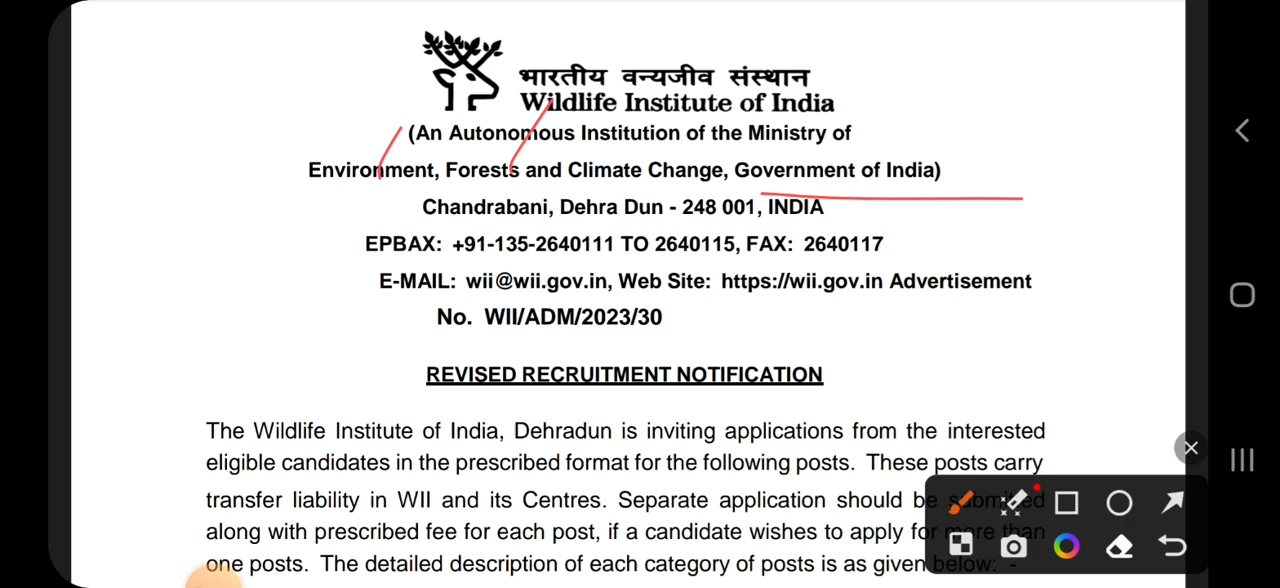 भारतीय वन्यजीव संस्थान
Wildlife Institute of India
(An Autonomous Institution of the Ministry of
Environment, Forests and Climate Change, Government of India)
Chandrabani, Dehra Dun - 248 001, INDIA
EPBAX: +91-135-2640111 TO 2640115, FAX: 2640117
E-MAIL: wii@wii.gov.in, Web Site: https://wii.gov.in Advertisement
No. WII/ADM/2023/30
REVISED RECRUITMENT NOTIFICATION
The Wildlife Institute of India, Dehradun is inviting applications from the interested
eligible candidates in the prescribed format for the following posts. These posts carry
transfer liability in WII and its Centres. Separate application should be submitted
along with prescribed fee for each post, if a candidate wishes to apply for more than
one posts. The detailed description of each category of posts is as given below: -